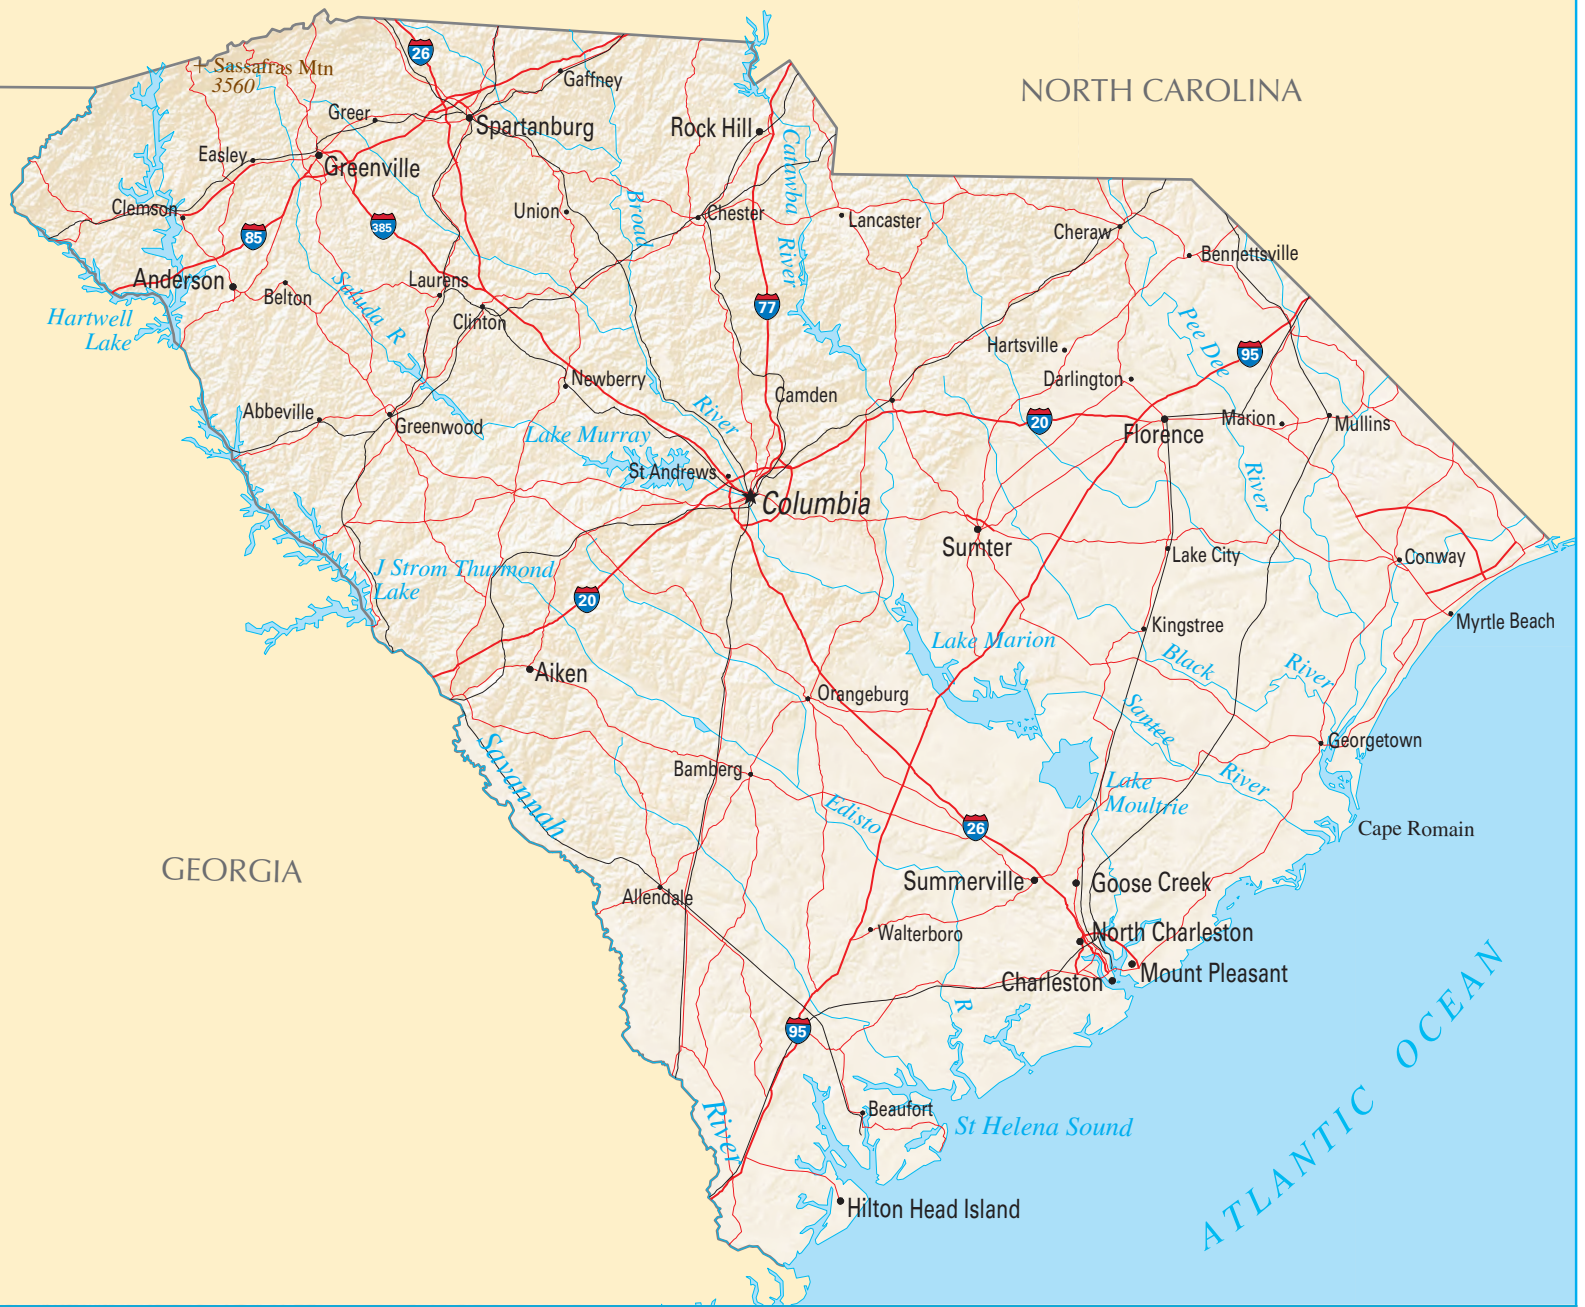 26
Sassafras Mtn
3560
Gaffney
NORTH CAROLINA
Greer
Spartanburg
Rock Hill
Easley
Greenville
Catawba
River
Clemson
Union
Broad
River
Chester
Lancaster
Cheraw
85
385
Bennettsville
Anderson
Belton
Saluda R
Laurens
Clinton
77
Hartwell
Lake
Pee Dee
River
Hartsville
95
Darlington
Newberry
Camden
Abbeville
Greenwood
20
Florence
Marion
Mullins
Lake Murray
St Andrews
Columbia
Sumter
Lake City
Conway
J Strom Thurmond
Lake
20
Kingstree
Myrtle Beach
Lake Marion
Black
River
Aiken
Orangeburg
Santee
River
Georgetown
Savannah
River
Bamberg
Lake
Moultrie
Edisto
R
26
Cape Romain
GEORGIA
Summerville
Goose Creek
Allendale
Walterboro
North Charleston
Charleston
Mount Pleasant
95
ATLANTIC OCEAN
Beaufort
St Helena Sound
Hilton Head Island